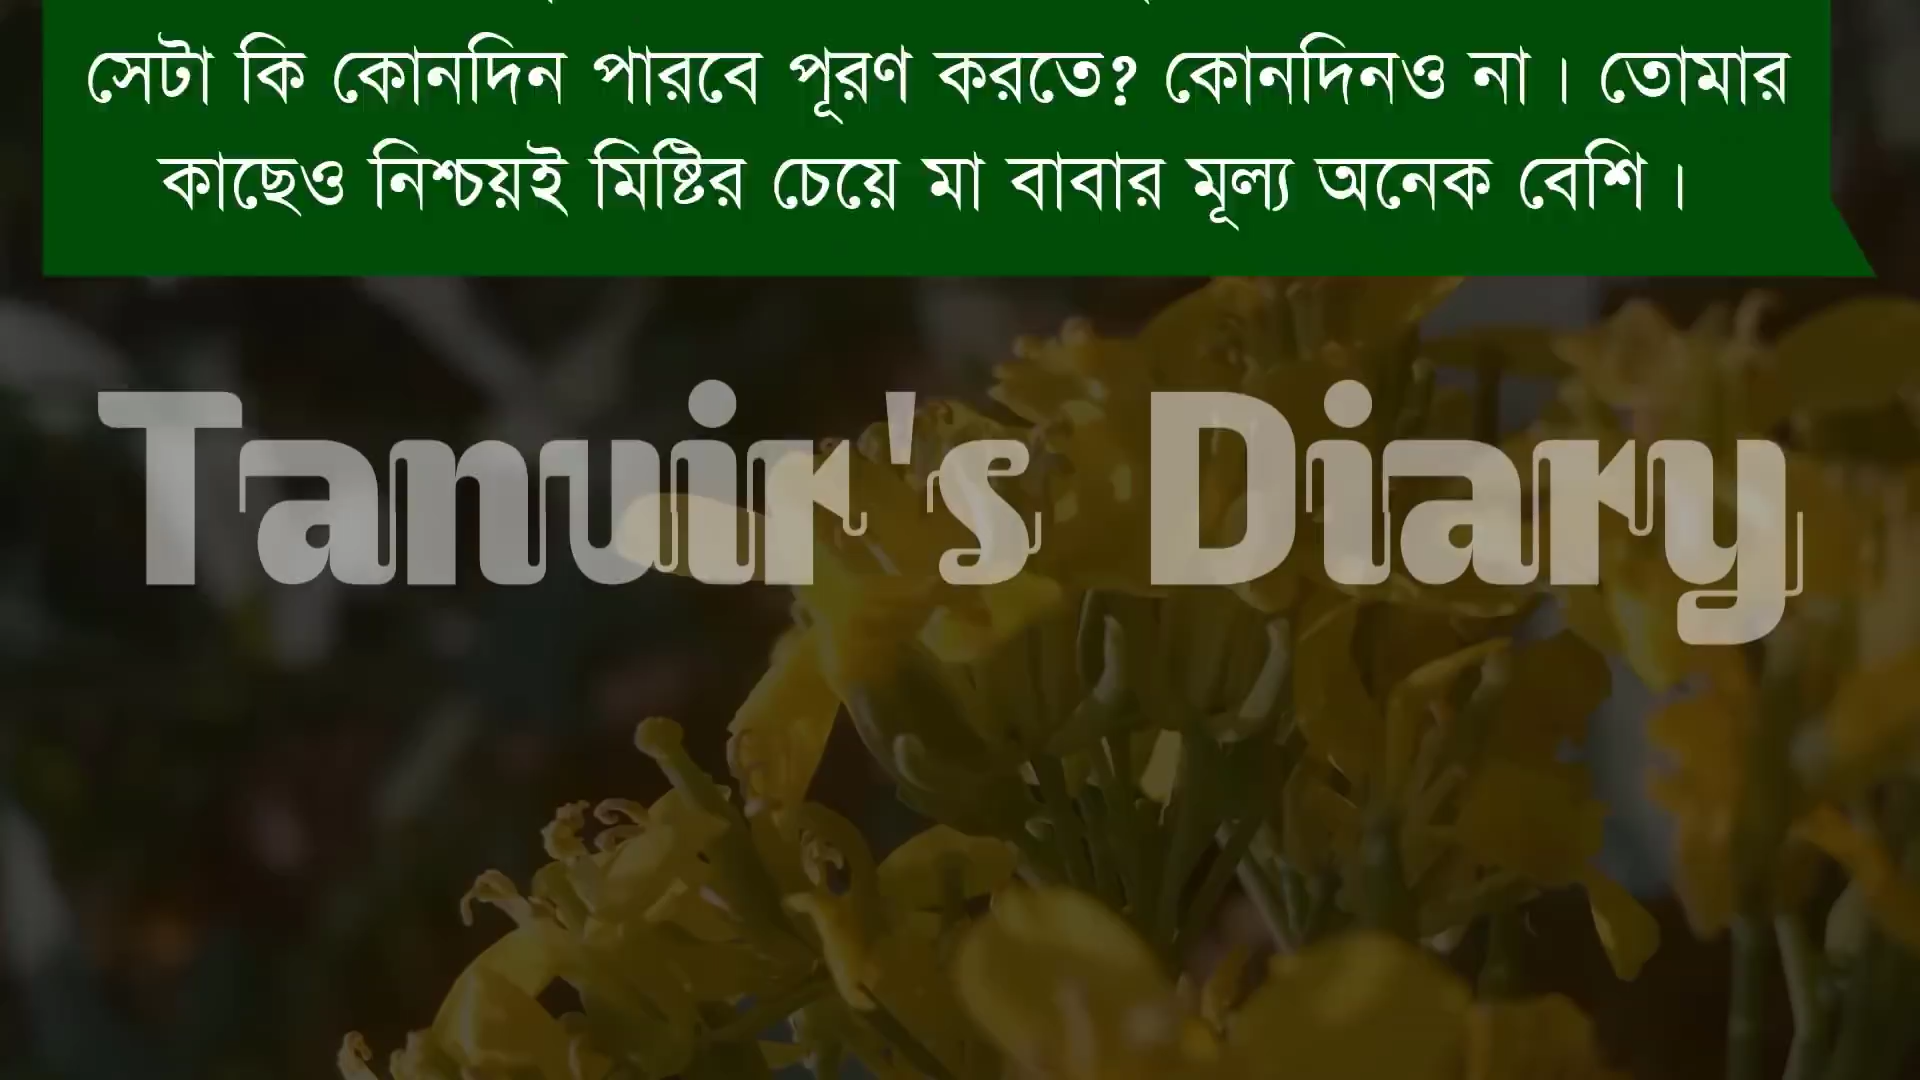 সেটা কি কোনদিন পারবে পূরণ করতে? কোনদিনও না। তোমার
কাছেও নিশ্চয়ই মিষ্টির চেয়ে মা বাবার মূল্য অনেক বেশি।
Tanvir's Diary